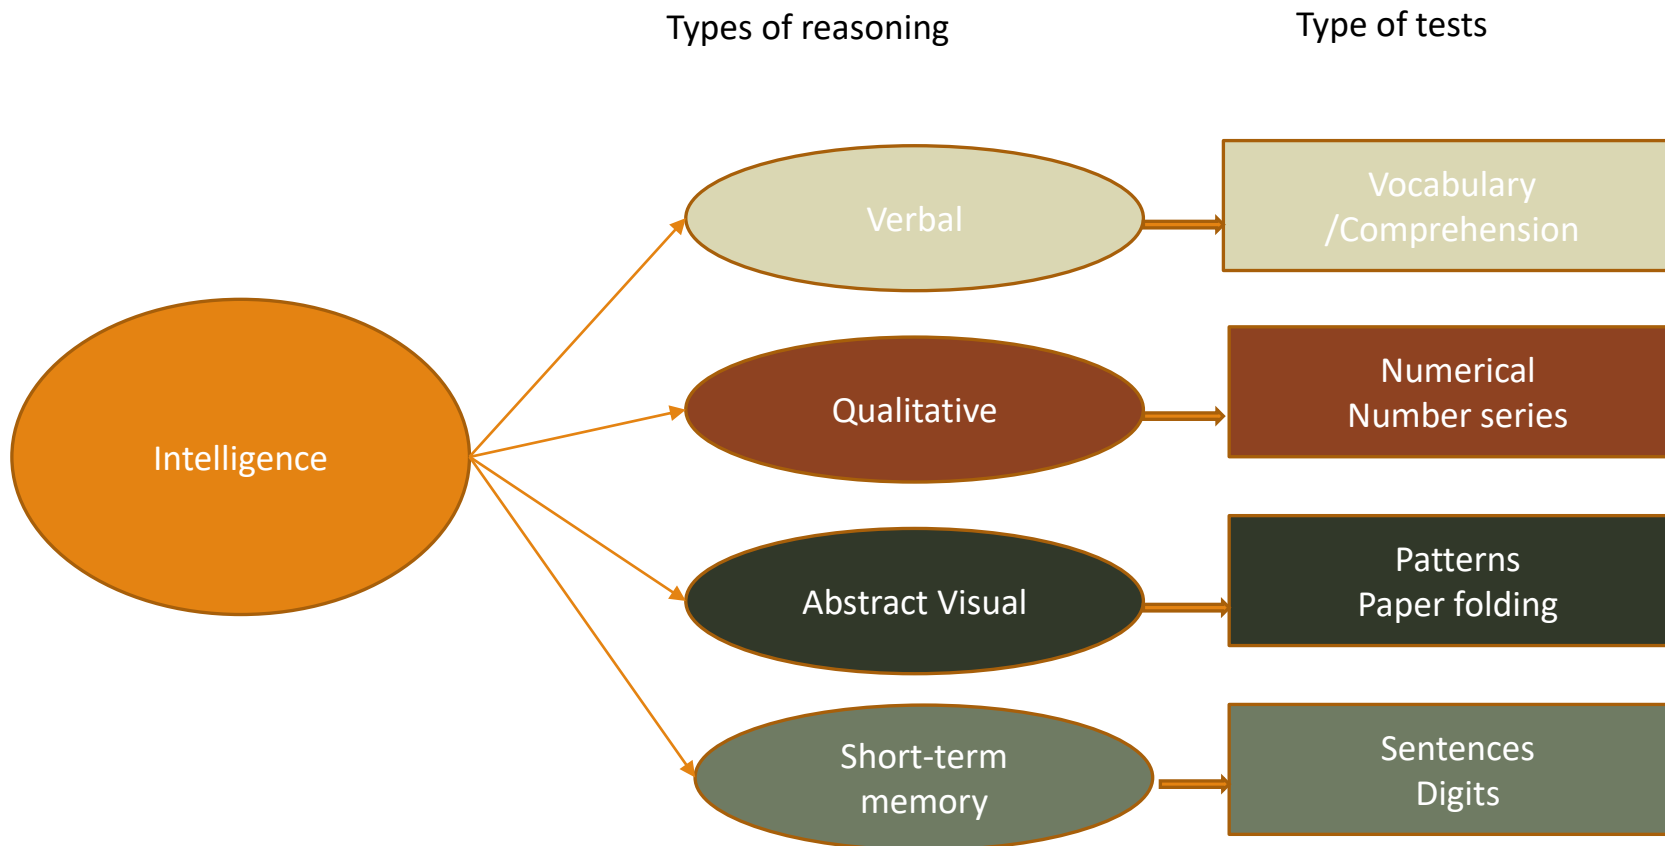 Types of reasoning
Type of tests
Verbal
Vocabulary
/Comprehension
Intelligence
Qualitative
Numerical
Number series
Abstract Visual
Patterns
Paper folding
Short-term
memory
Sentences
Digits